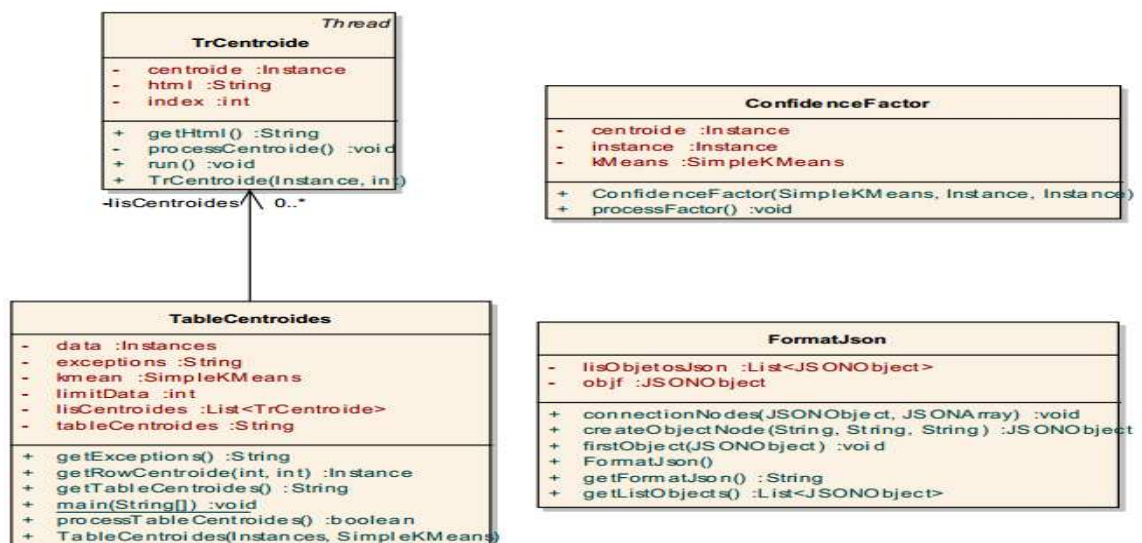 Thread
TrCentroide
- centroide :Instance
- html :String
- index :int
+ getHtml() :String
- processCentroide() :void
+ run() :void
+ TrCentroide(Instance, int)
-lisCentroides 0..*
ConfidenceFactor
- centroide :Instance
- instance :Instance
- kMeans :SimpleKMeans
+ ConfidenceFactor(SimpleKMeans, Instance, Instance)
+ processFactor() :void
TableCentroides
- data :Instances
- exceptions :String
- kmean :SimpleKMeans
- limitData :int
- lisCentroides :List<TrCentroide>
- tableCentroides :String
+ getExceptions() :String
+ getRowCentroide(int, int) :Instance
+ getTableCentroides() :String
+ main(String[]) :void
+ processTableCentroides() :boolean
+ TableCentroides(Instances, SimpleKMeans)
FormatJson
- lisObjetosJson :List<JSONObject>
- objf :JSONObject
+ connectionNodes(JSONObject, JSONArray) :void
+ createObjectNode(String, String, String) :JSONObject
+ firstObject(JSONObject) :void
+ FormatJson()
+ getFormatJson() :String
+ getListObjects() :List<JSONObject>